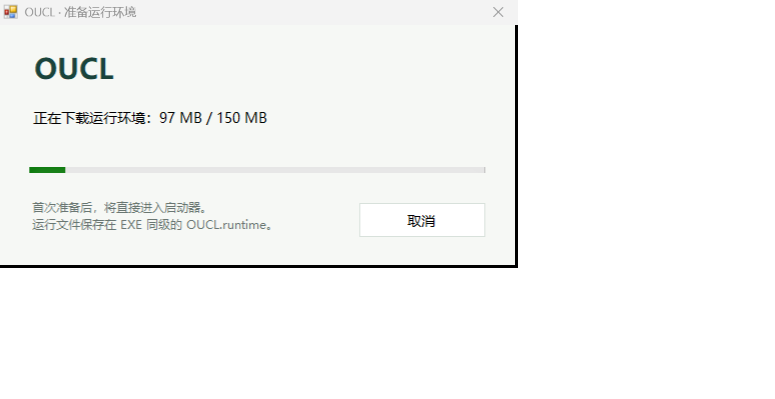 OUCL · 准备运行环境
OUCL
正在下载运行环境：97 MB / 150 MB
首次准备后，将直接进入启动器。
运行文件保存在 EXE 同级的 OUCL.runtime。
取消